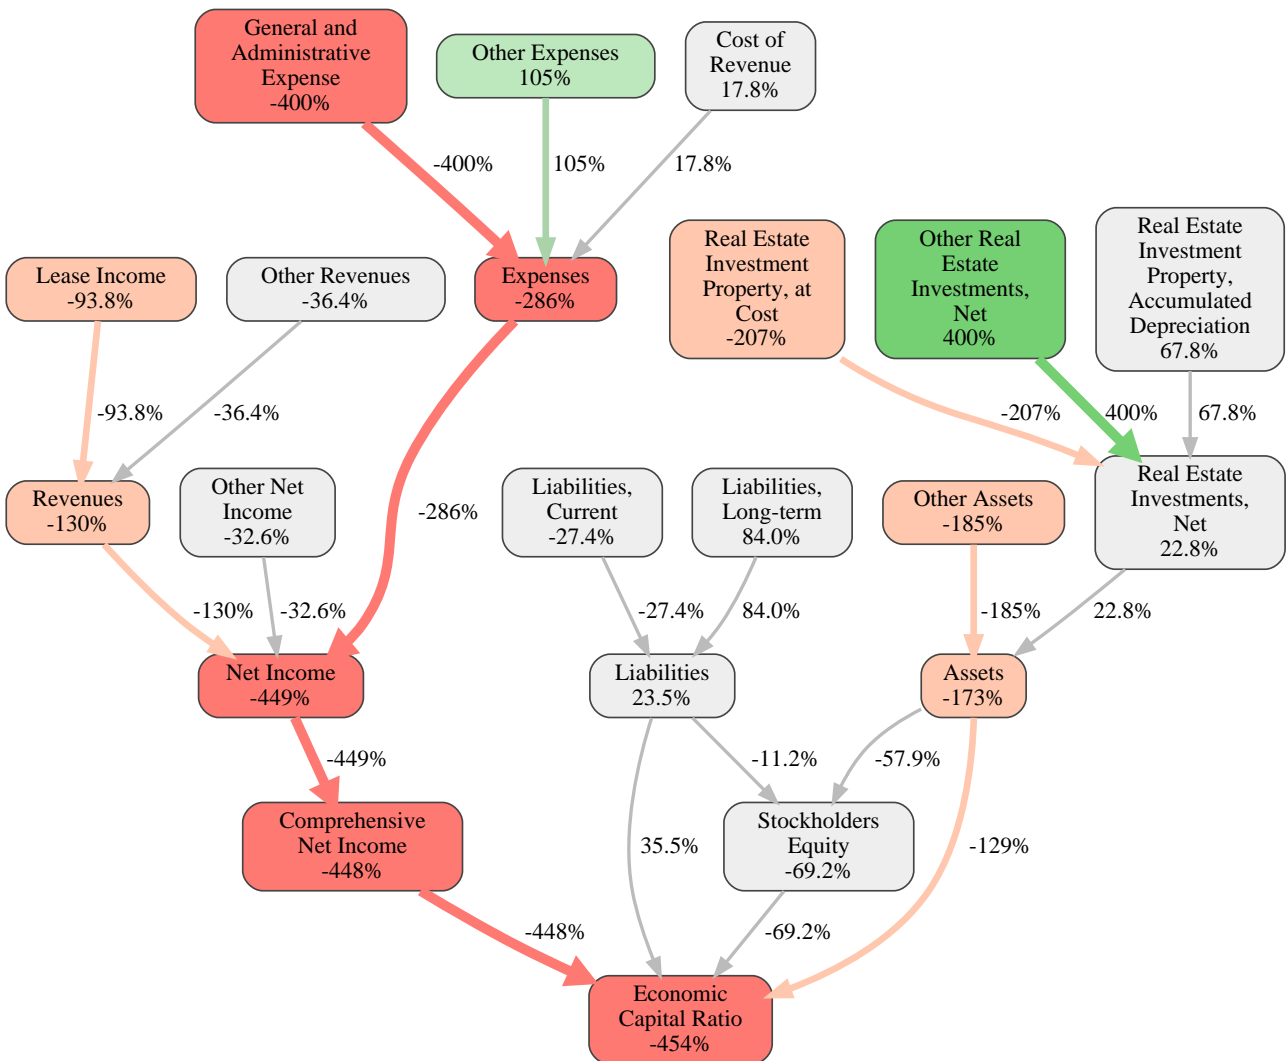 General and
Administrative
Expense
-400%
Other Expenses
105%
Cost of
Revenue
17.8%
-400%
105%
17.8%
Lease Income
-93.8%
Other Revenues
-36.4%
Expenses
-286%
Real Estate
Investment
Property, at
Cost
-207%
Other Real
Estate
Investments,
Net
400%
Real Estate
Investment
Property,
Accumulated
Depreciation
67.8%
-93.8%
-36.4%
-207%
400%
67.8%
Revenues
-130%
Other Net
Income
-32.6%
-286%
Liabilities,
Current
-27.4%
Liabilities,
Long-term
84.0%
Other Assets
-185%
Real Estate
Investments,
Net
22.8%
-130%
-32.6%
-27.4%
84.0%
-185%
22.8%
Net Income
-449%
Liabilities
23.5%
Assets
-173%
-449%
-11.2%
-57.9%
Comprehensive
Net Income
-448%
35.5%
Stockholders
Equity
-69.2%
-129%
-448%
-69.2%
Economic
Capital Ratio
-454%